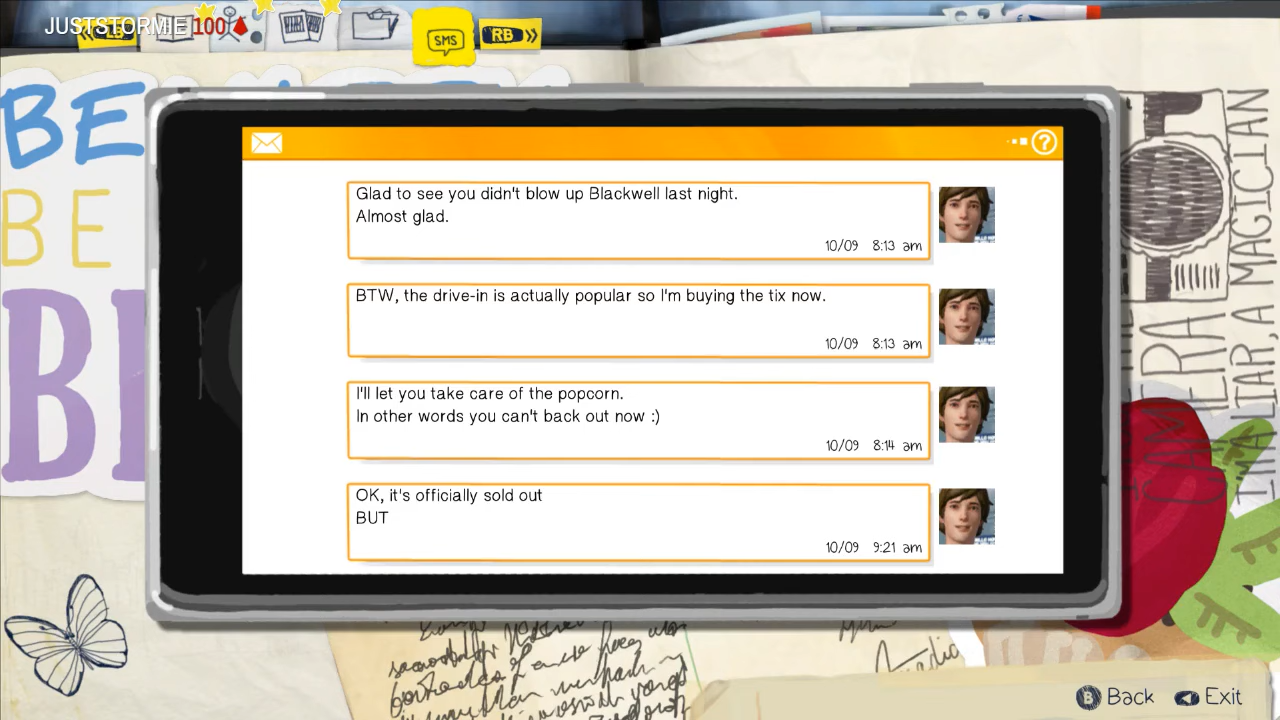 JUSTSTORMIE 100
SMS
RB
BE
BE
Glad to see you didn't blow up Blackwell last night.
Almost glad.
10/09 8:13 am
BTW, the drive-in is actually popular so I'm buying the tix now.
10/09 8:13 am
I'll let you take care of the popcorn.
In other words you can't back out now :)
10/09 8:14 am
OK, it's officially sold out
BUT
10/09 9:21 am
CAMERA
LIAR, A MAGICIAN
B Back
Exit